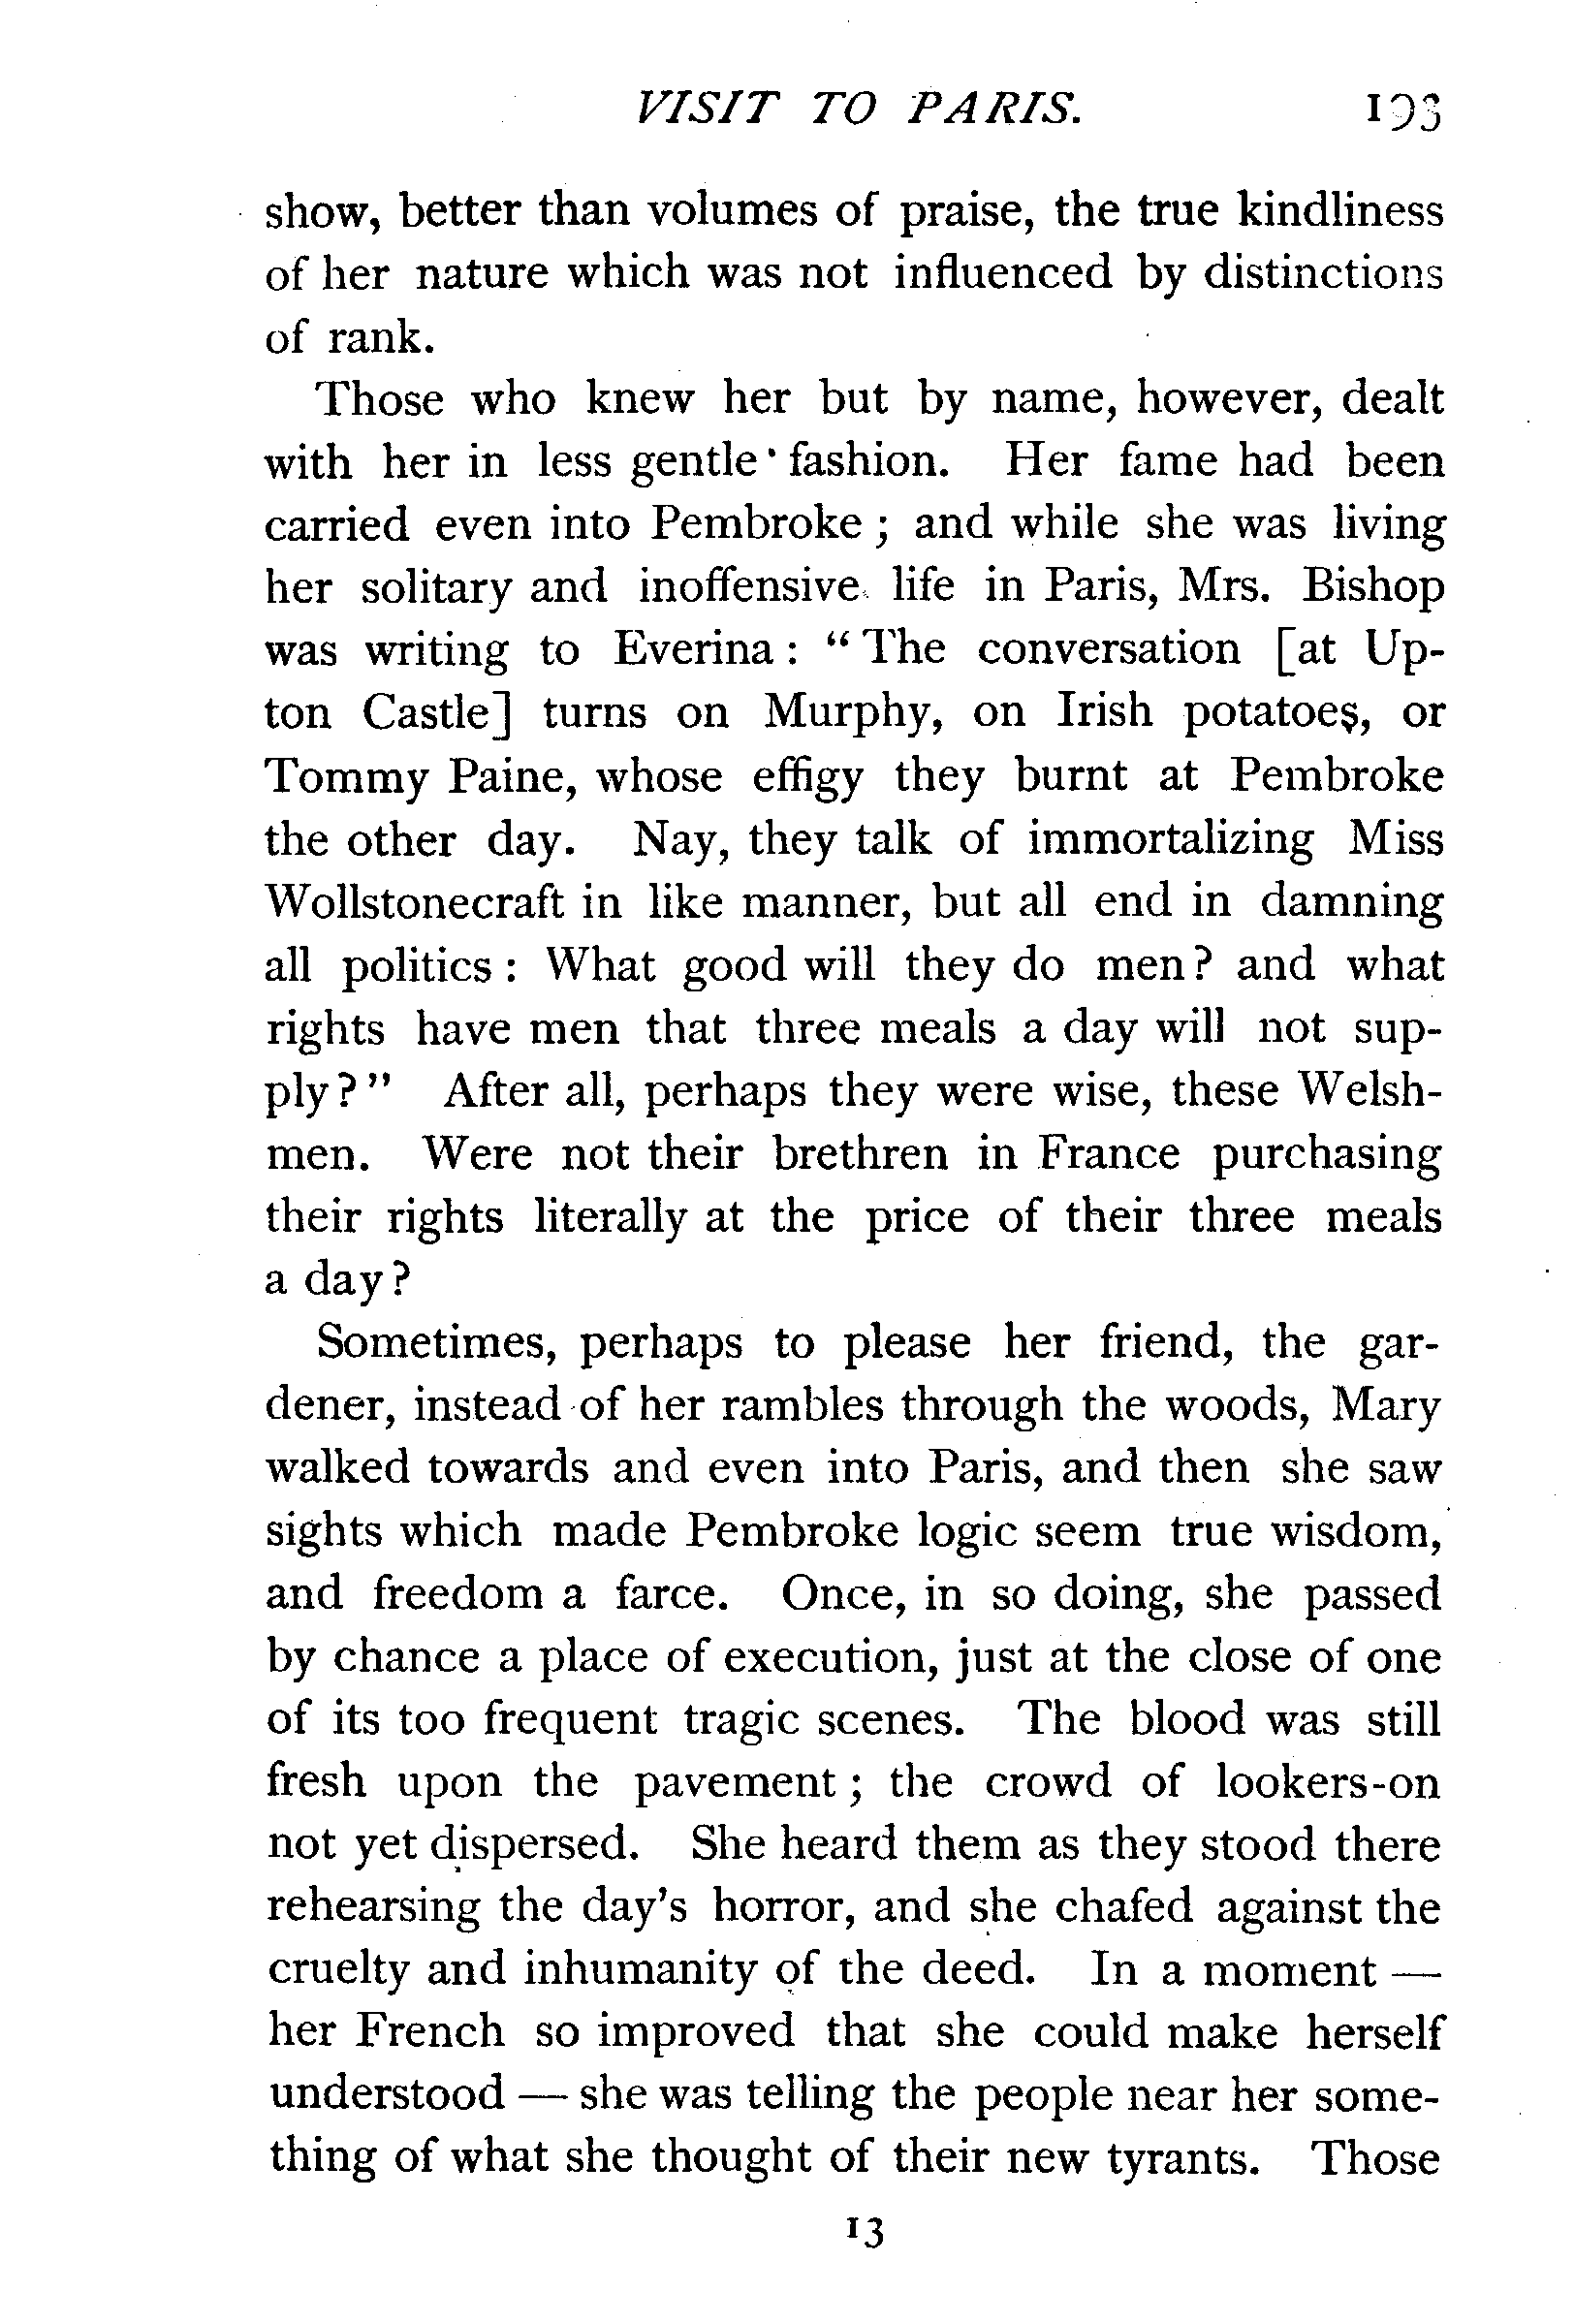 VISIT TO PARIS. 193
show, better than volumes of praise, the true kindliness
of her nature which was not influenced by distinctions
of rank.
Those who knew her but by name, however, dealt
with her in less gentle fashion. Her fame had been
carried even into Pembroke; and while she was living
her solitary and inoffensive life in Paris, Mrs. Bishop
was writing to Everina: "The conversation [at Up-
ton Castle] turns on Murphy, on Irish potatoes, or
Tommy Paine, whose effigy they burnt at Pembroke
the other day. Nay, they talk of immortalizing Miss
Wollstonecraft in like manner, but all end in damning
all politics: What good will they do men? and what
rights have men that three meals a day will not sup-
ply?" After all, perhaps they were wise, these Welsh-
men. Were not their brethren in France purchasing
their rights literally at the price of their three meals
a day?
Sometimes, perhaps to please her friend, the gar-
dener, instead of her rambles through the woods, Mary
walked towards and even into Paris, and then she saw
sights which made Pembroke logic seem true wisdom,
and freedom a farce. Once, in so doing, she passed
by chance a place of execution, just at the close of one
of its too frequent tragic scenes. The blood was still
fresh upon the pavement; the crowd of lookers-on
not yet dispersed. She heard them as they stood there
rehearsing the day's horror, and she chafed against the
cruelty and inhumanity of the deed. In a moment —
her French so improved that she could make herself
understood — she was telling the people near her some-
thing of what she thought of their new tyrants. Those
13